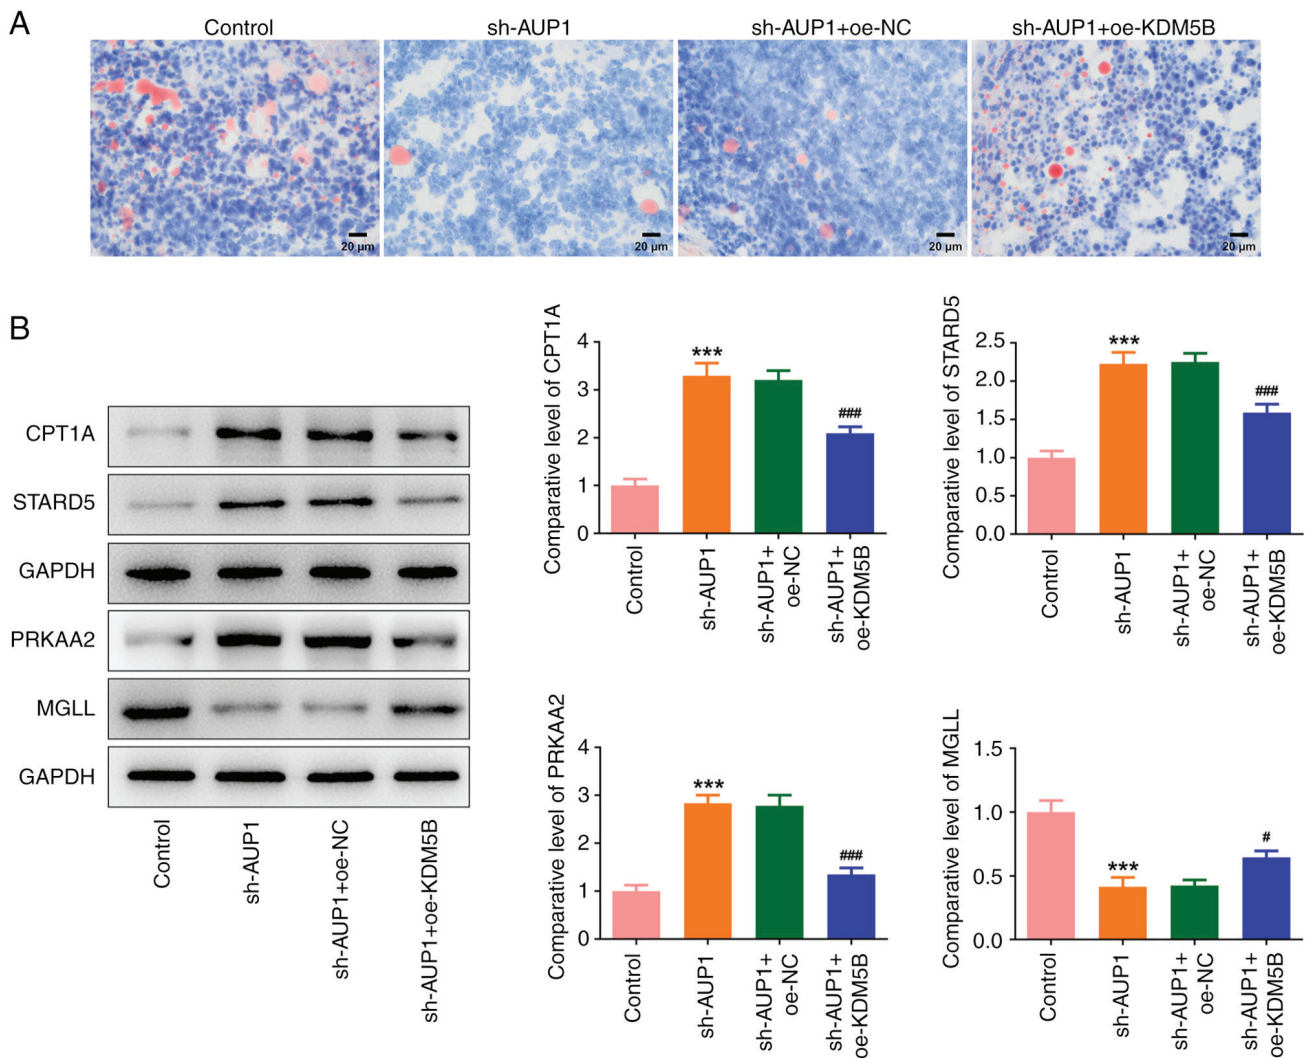 A
Control
sh-AUP1
sh-AUP1+oe-NC
sh-AUP1+oe-KDM5B
20 µm
20 µm
20 µm
20 µm
B
CPT1A
STARD5
GAPDH
PRKAA2
MGLL
GAPDH
Control
sh-AUP1
sh-AUP1+oe-NC
sh-AUP1+oe-KDM5B
Comparative level of CPT1A
4
3
2
1
0
***
###
Control
sh-AUP1
sh-AUP1+
oe-NC
sh-AUP1+
oe-KDM5B
Comparative level of STARD5
2.5
2.0
1.5
1.0
0.5
0.0
***
###
Control
sh-AUP1
sh-AUP1+
oe-NC
sh-AUP1+
oe-KDM5B
Comparative level of PRKAA2
4
3
2
1
0
***
###
Control
sh-AUP1
sh-AUP1+
oe-NC
sh-AUP1+
oe-KDM5B
Comparative level of MGLL
1.5
1.0
0.5
0.0
***
#
Control
sh-AUP1
sh-AUP1+
oe-NC
sh-AUP1+
oe-KDM5B